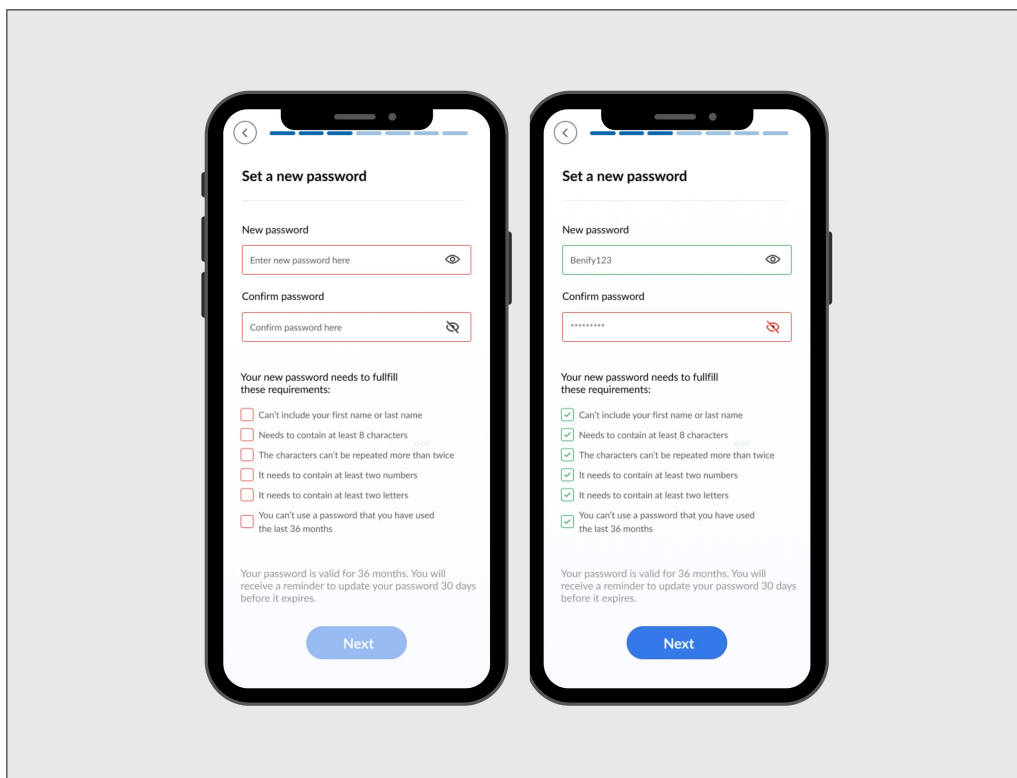 Set a new password
New password
Enter new password here
Confirm password
Confirm password here
Your new password needs to fullfill
these requirements:
Can't include your first name or last name
Needs to contain at least 8 characters
The characters can't be repeated more than twice
It needs to contain at least two numbers
It needs to contain at least two letters
You can't use a password that you have used
the last 36 months
Your password is valid for 36 months. You will
receive a reminder to update your password 30 days
before it expires.
Next
Set a new password
New password
Benify123
Confirm password
*********
Your new password needs to fullfill
these requirements:
Can't include your first name or last name
Needs to contain at least 8 characters
The characters can't be repeated more than twice
It needs to contain at least two numbers
It needs to contain at least two letters
You can't use a password that you have used
the last 36 months
Your password is valid for 36 months. You will
receive a reminder to update your password 30 days
before it expires.
Next